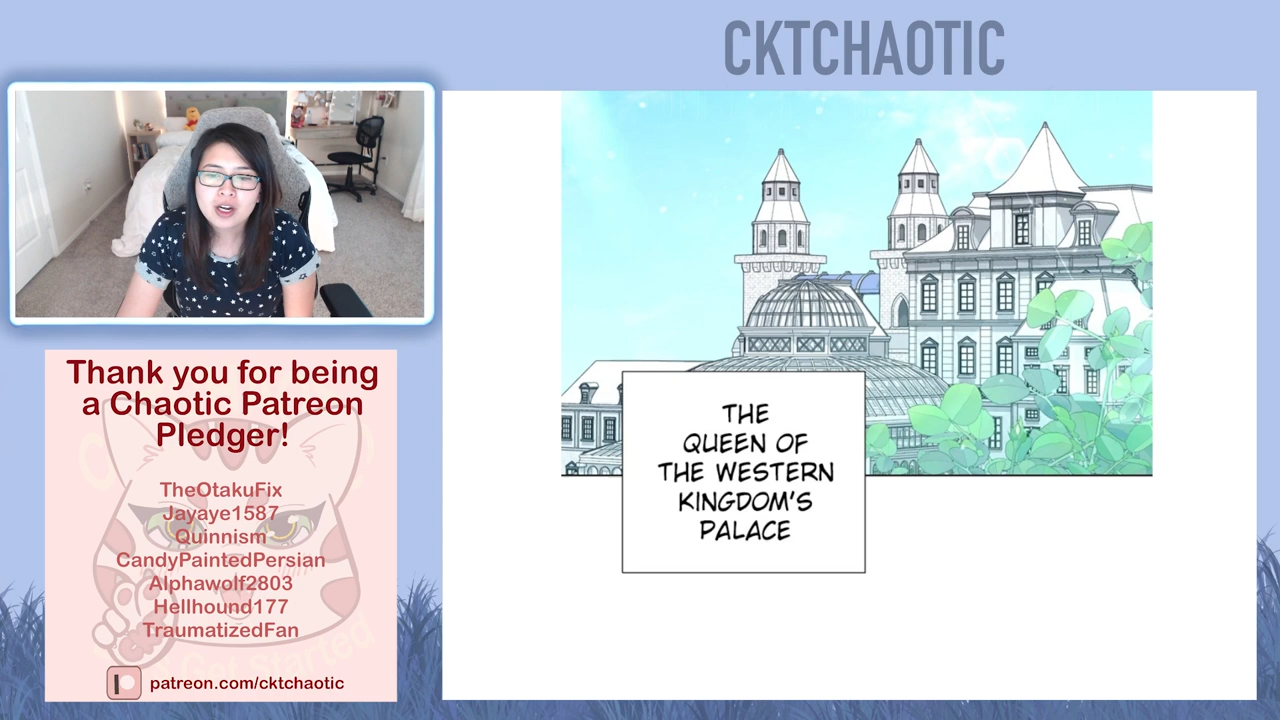 CKTCHAOTIC
Thank you for being
a Chaotic Patreon
Pledger!
TheOtakuFix
Jayaye1587
Quinnism
CandyPaintedPersian
Alphawolf2803
Hellhound177
TraumatizedFan
patreon.com/cktchaotic
THE
QUEEN OF
THE WESTERN
KINGDOM'S
PALACE